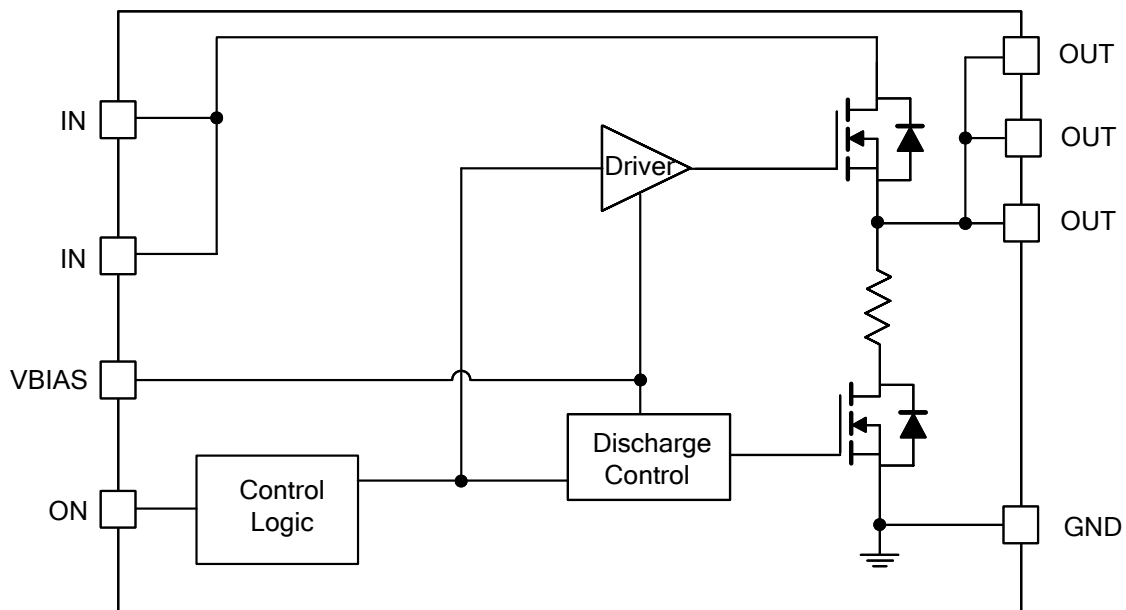 OUT
IN
OUT
Driver
OUT
IN
VBIAS
Discharge
Control
Control
Logic
ON
GND